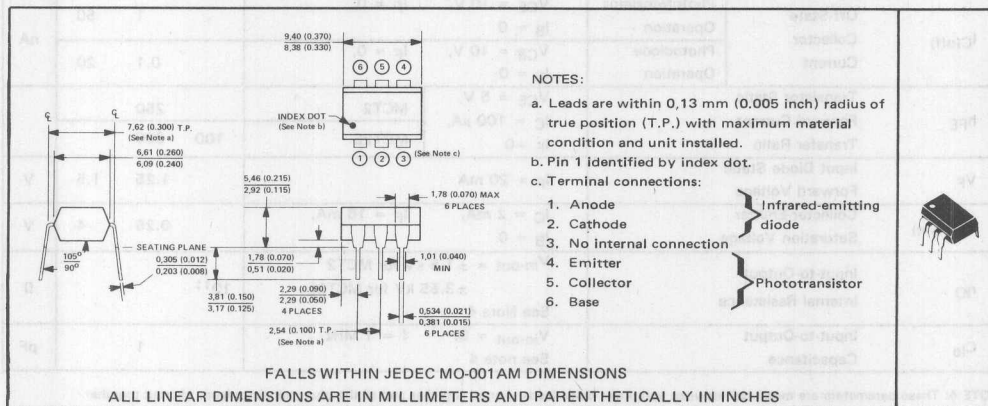 9,40 (0.370)
8,38 (0.330)
6 5 4
INDEX DOT
(See Note b)
1 2 3 (See Note c)
℄ ℄
7,62 (0.300) T.P.
(See Note a)
6,61 (0.260)
6,09 (0.240)
5,46 (0.215)
2,92 (0.115)
1,78 (0.070) MAX
6 PLACES
105°
90°
SEATING PLANE
0,305 (0.012)
0,203 (0.008)
1,78 (0.070)
0,51 (0.020)
1,01 (0.040)
MIN
3,81 (0.150)
3,17 (0.125)
2,29 (0.090)
2,29 (0.050)
4 PLACES
0,534 (0.021)
0,381 (0.015)
6 PLACES
2,54 (0.100) T.P.
(See Note a)
NOTES:
a. Leads are within 0,13 mm (0.005 inch) radius of
true position (T.P.) with maximum material
condition and unit installed.
b. Pin 1 identified by index dot.
c. Terminal connections:
1. Anode
2. Cathode
Infrared-emitting
diode
3. No internal connection
4. Emitter
5. Collector
6. Base
Phototransistor
FALLS WITHIN JEDEC MO-001AM DIMENSIONS
ALL LINEAR DIMENSIONS ARE IN MILLIMETERS AND PARENTHETICALLY IN INCHES